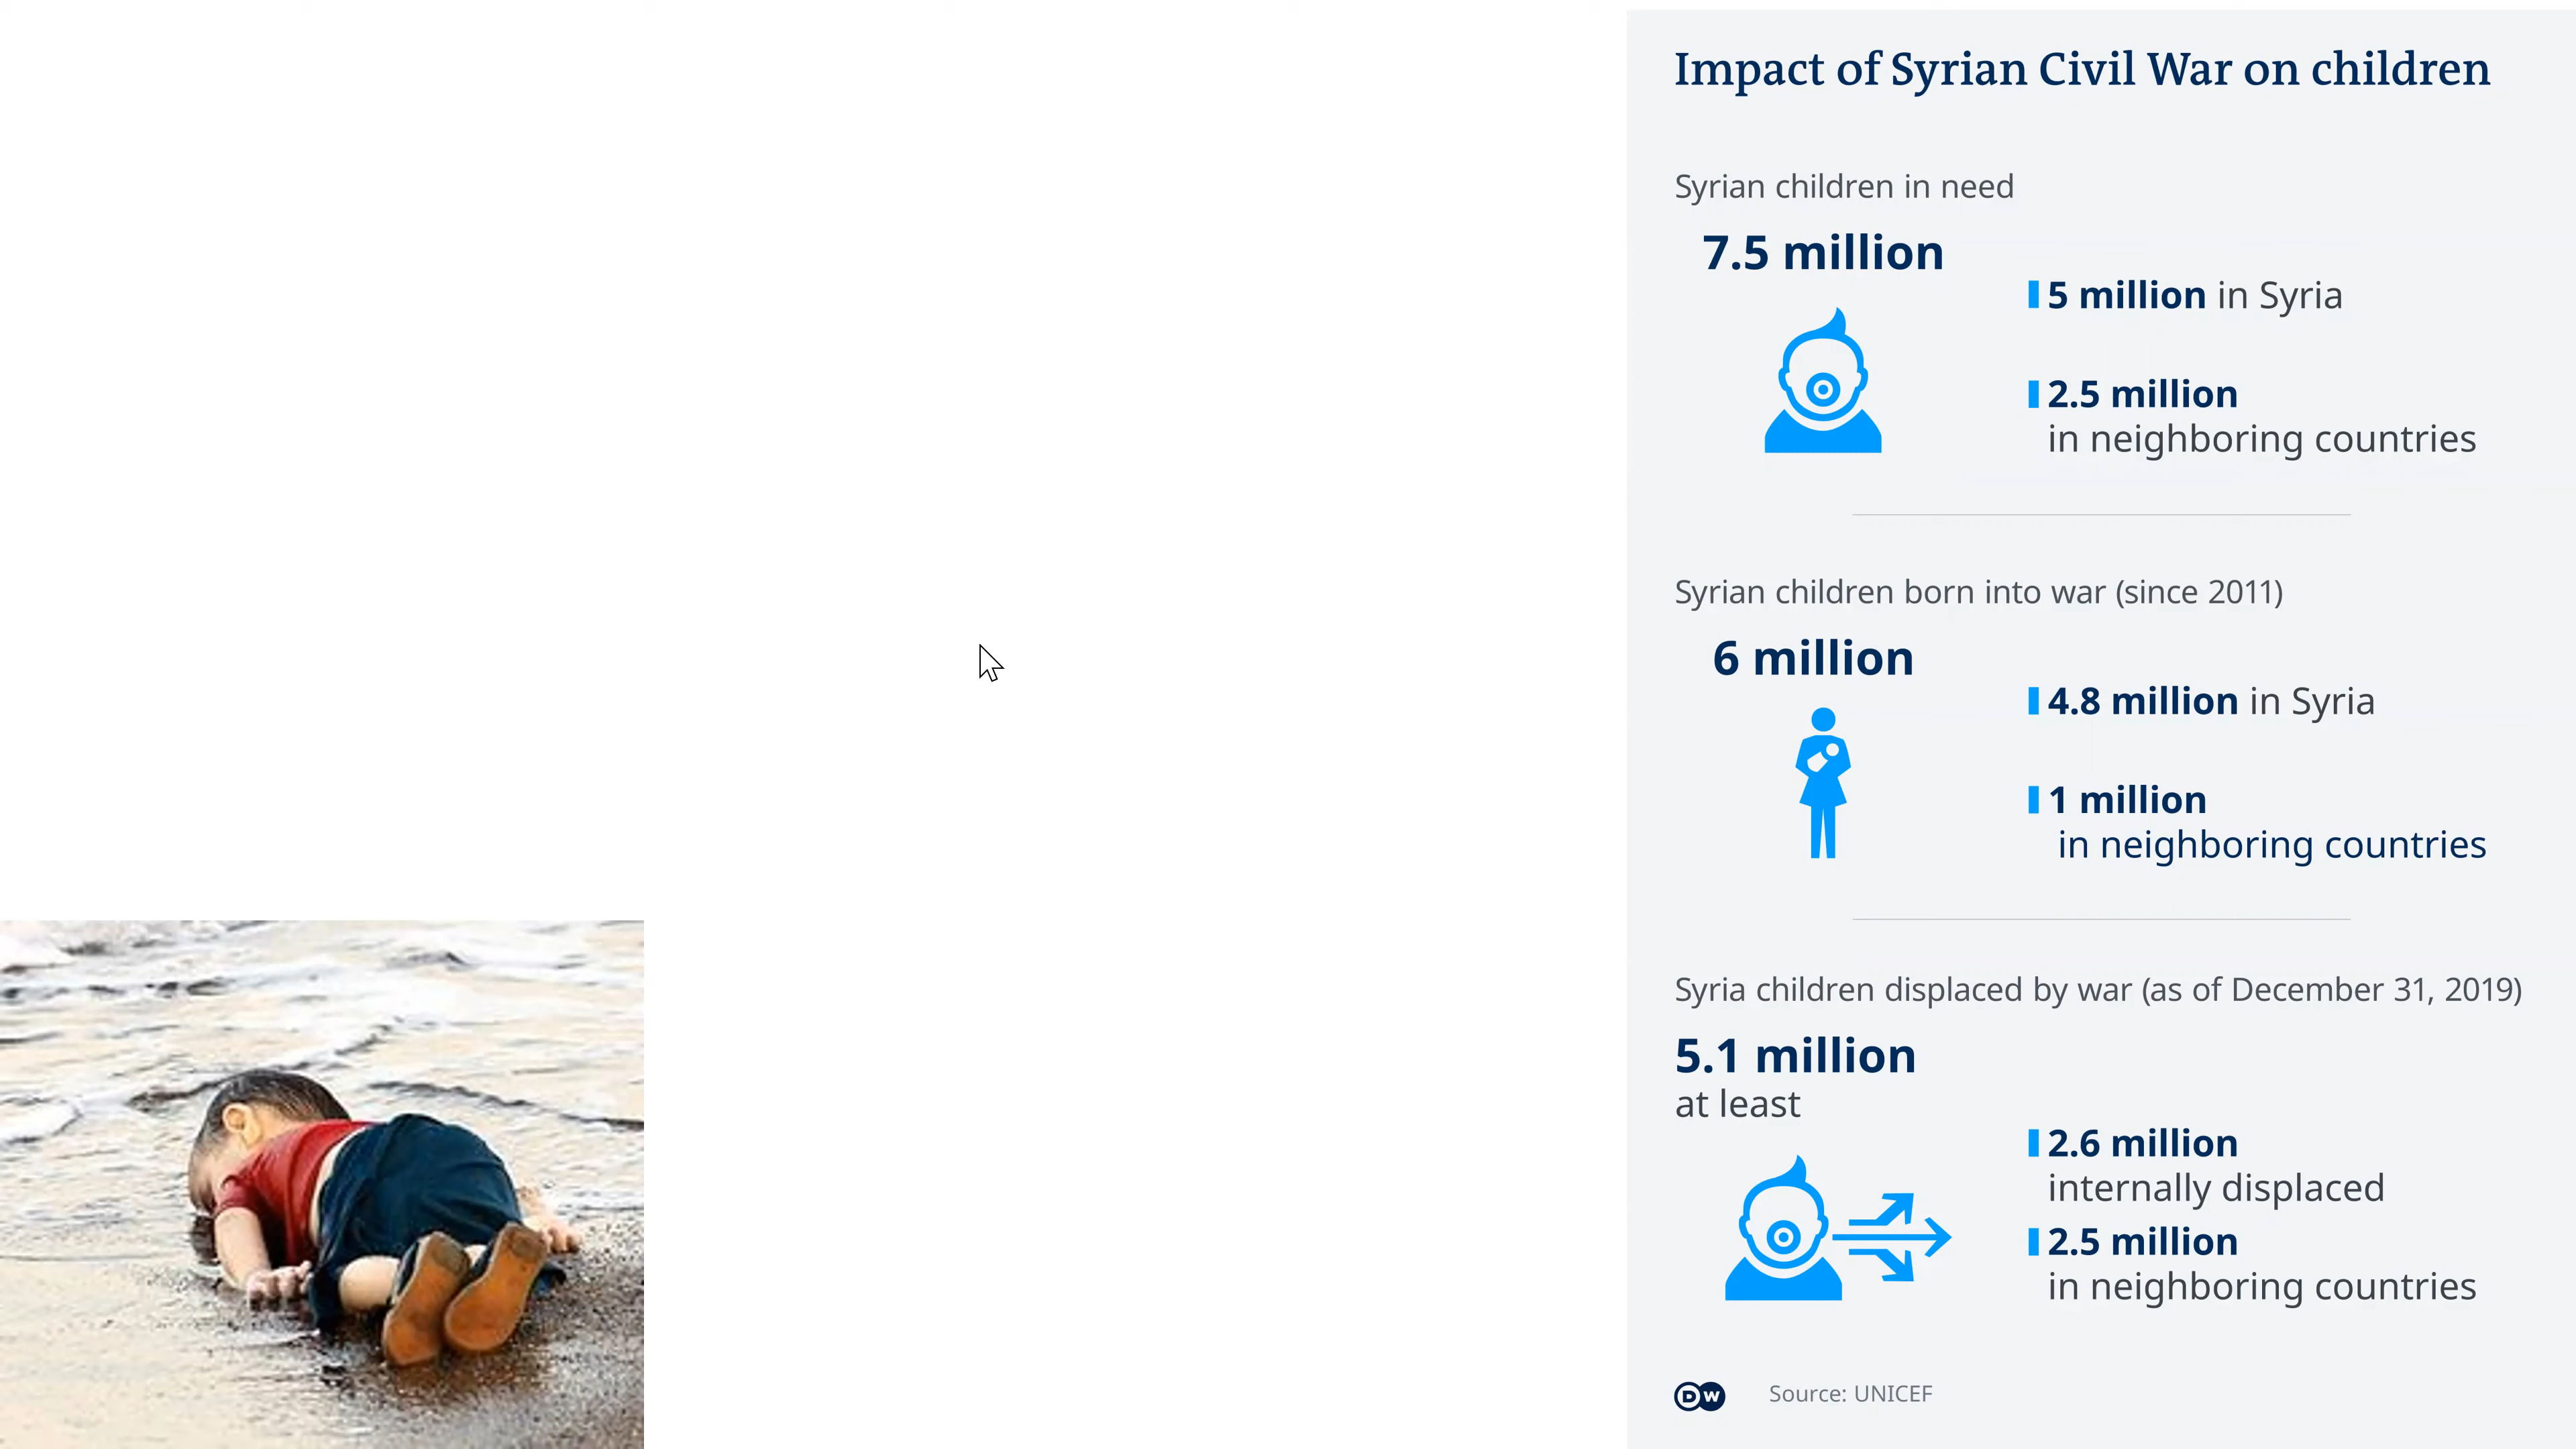 Impact of Syrian Civil War on children
Syrian children in need
7.5 million
5 million in Syria
2.5 million
in neighboring countries
Syrian children born into war (since 2011)
6 million
4.8 million in Syria
1 million
in neighboring countries
Syria children displaced by war (as of December 31, 2019)
5.1 million
at least
2.6 million
internally displaced
2.5 million
in neighboring countries
DW
Source: UNICEF